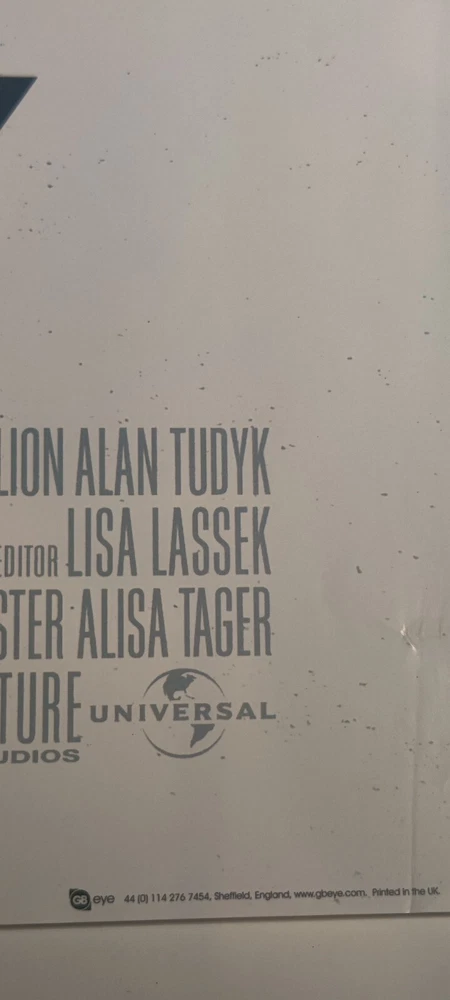 LION ALAN TUDYK
EDITOR LISA LASSEK
STER ALISA TAGER
TURE UNIVERSAL
UDIOS
GB eye 44 (0) 114 276 7454, Sheffield, England, www.gbeye.com. Printed in the UK.